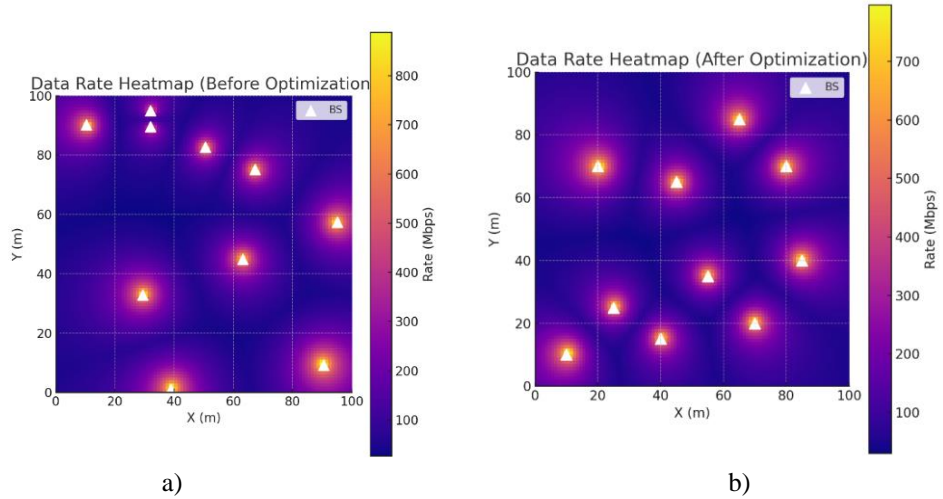 Data Rate Heatmap (Before Optimization
BS
100
80
60
40
20
0
Y (m)
0 20 40 60 80 100
X (m)
800
700
600
500
400
300
200
100
Rate (Mbps)
a)
Data Rate Heatmap (After Optimization)
BS
100
80
60
40
20
0
Y (m)
0 20 40 60 80 100
X (m)
700
600
500
400
300
200
100
Rate (Mbps)
b)